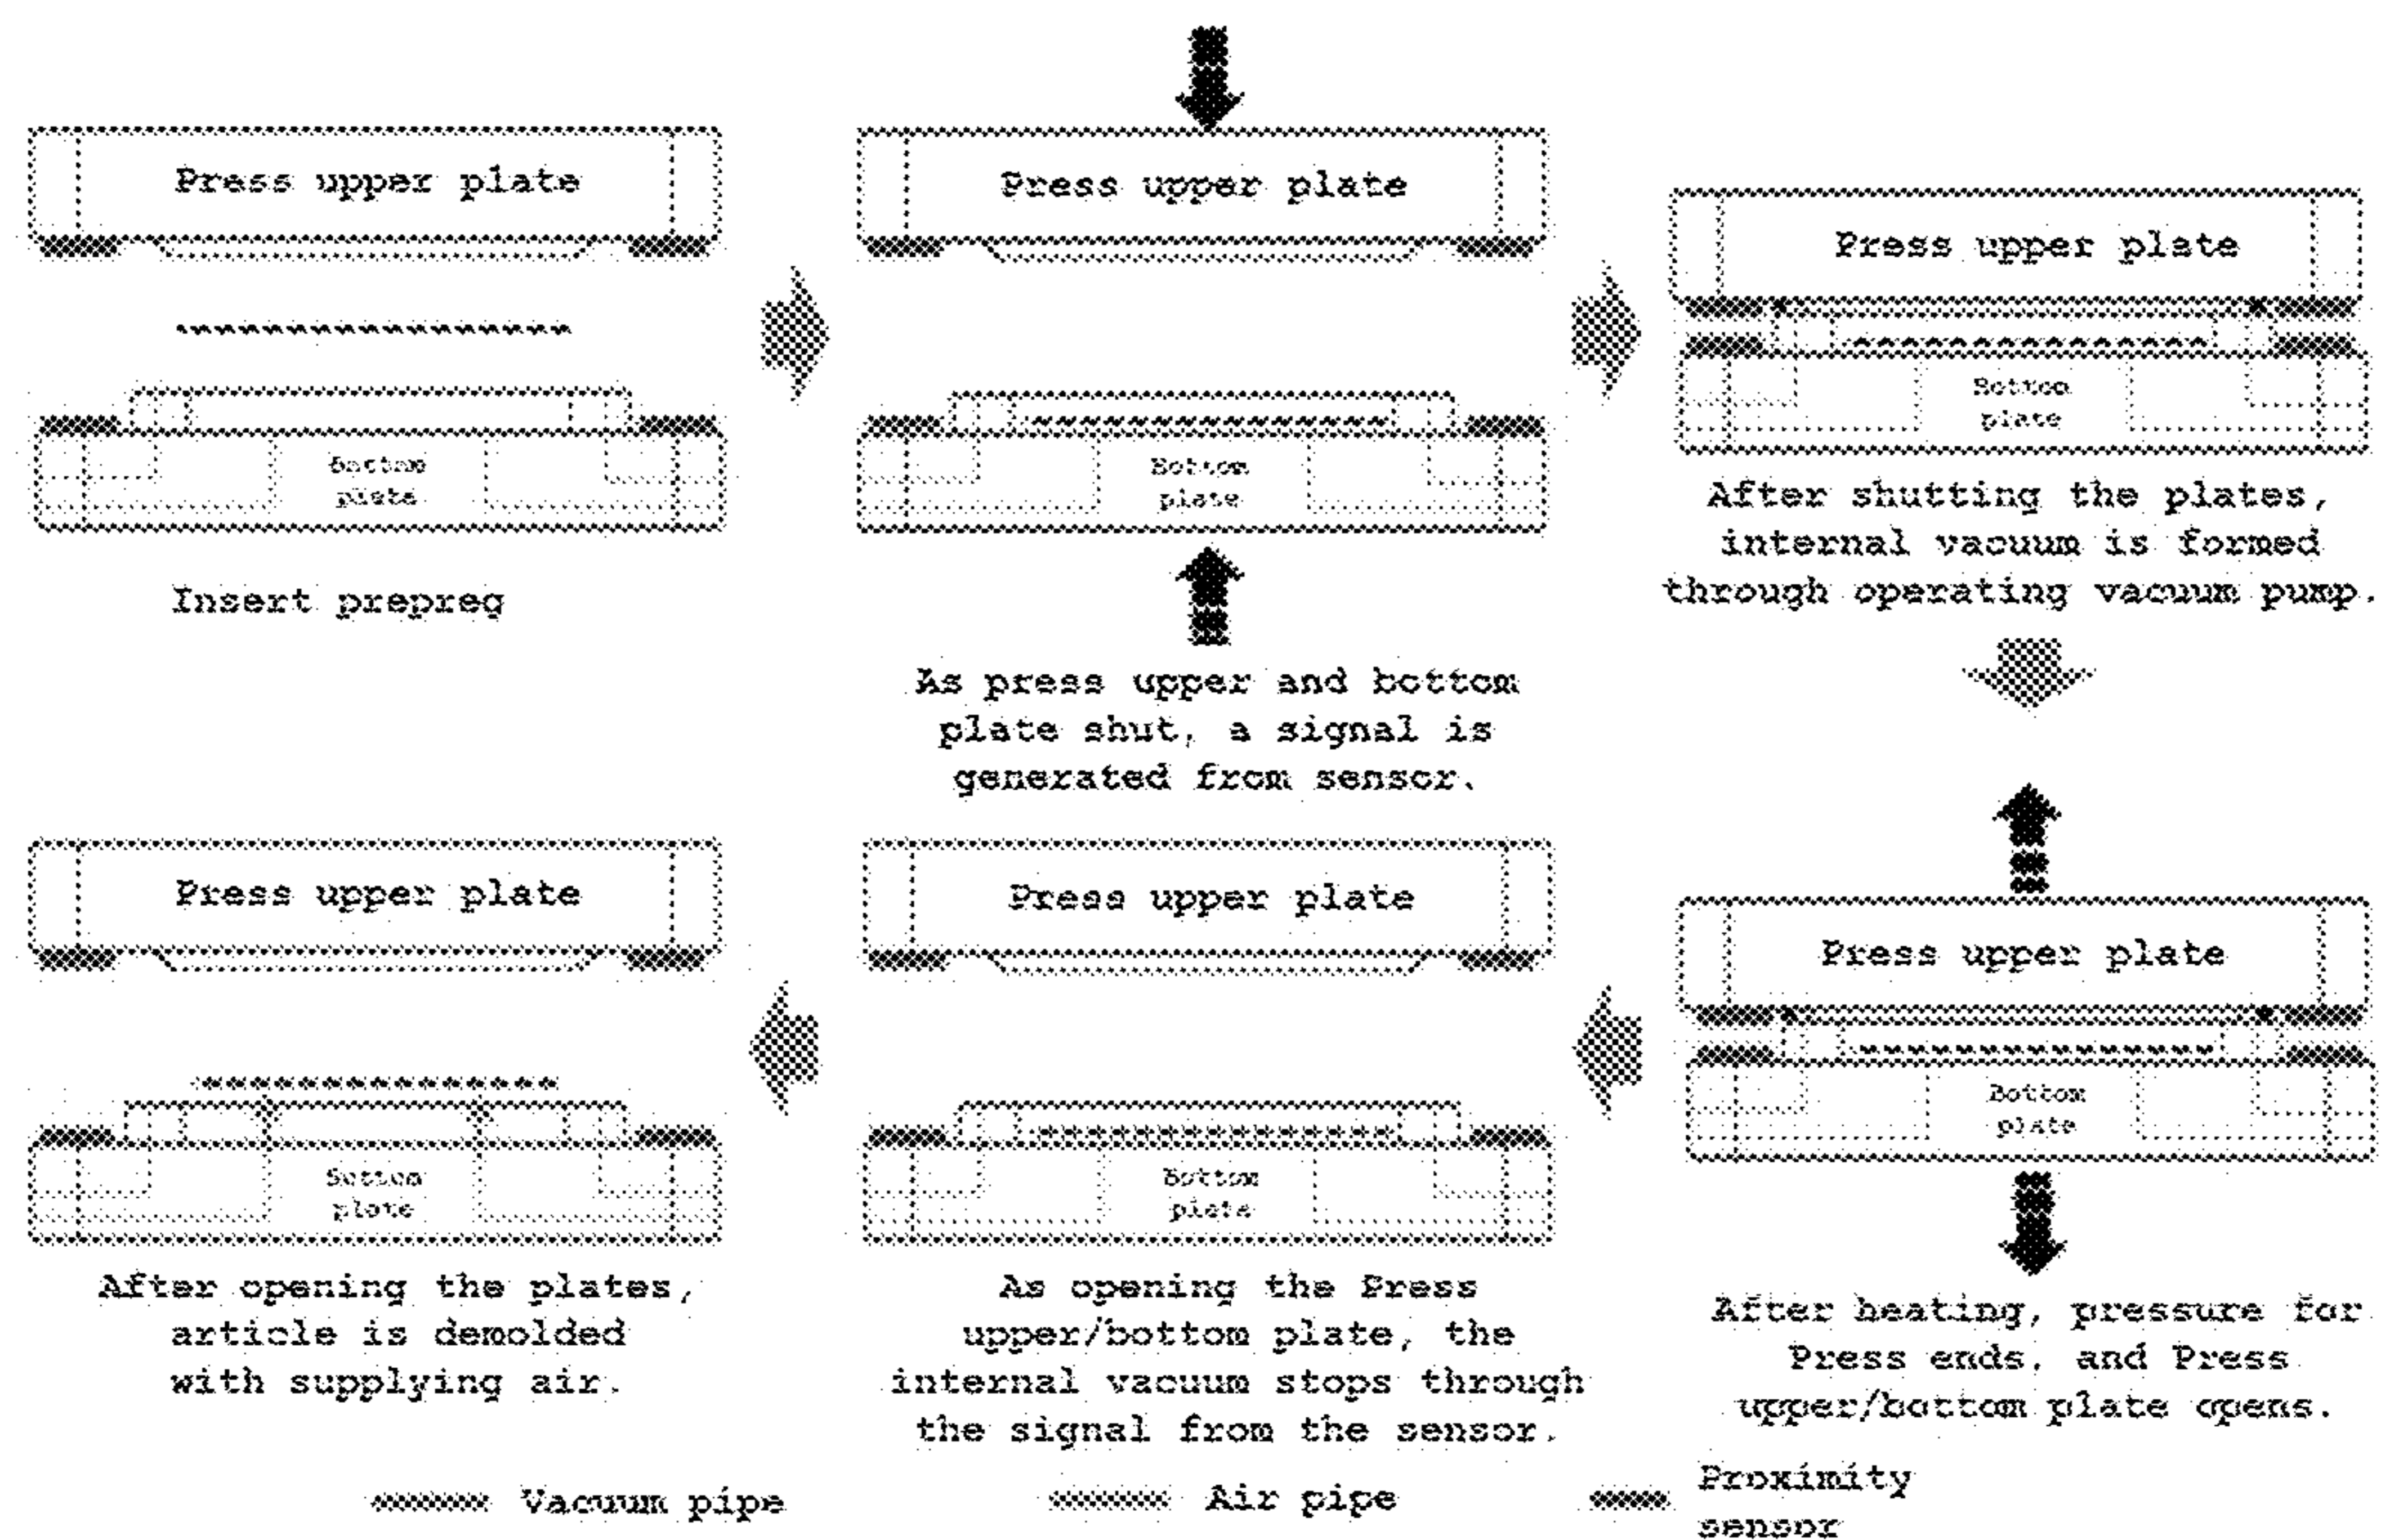 Press upper plate
Bottom
plate
Insert prepreg
Press upper plate
Bottom
plate
As press upper and bottom
plate shut, a signal is
generated from sensor.
Press upper plate
Bottom
plate
After shutting the plates,
internal vacuum is formed
through operating vacuum pump.
Press upper plate
Bottom
plate
After heating, pressure for
Press ends, and Press
upper/bottom plate opens.
Press upper plate
Bottom
plate
As opening the Press
upper/bottom plate, the
internal vacuum stops through
the signal from the sensor.
Press upper plate
Bottom
plate
After opening the plates,
article is demolded
with supplying air.
Vacuum pipe
Air pipe
Proximity
sensor